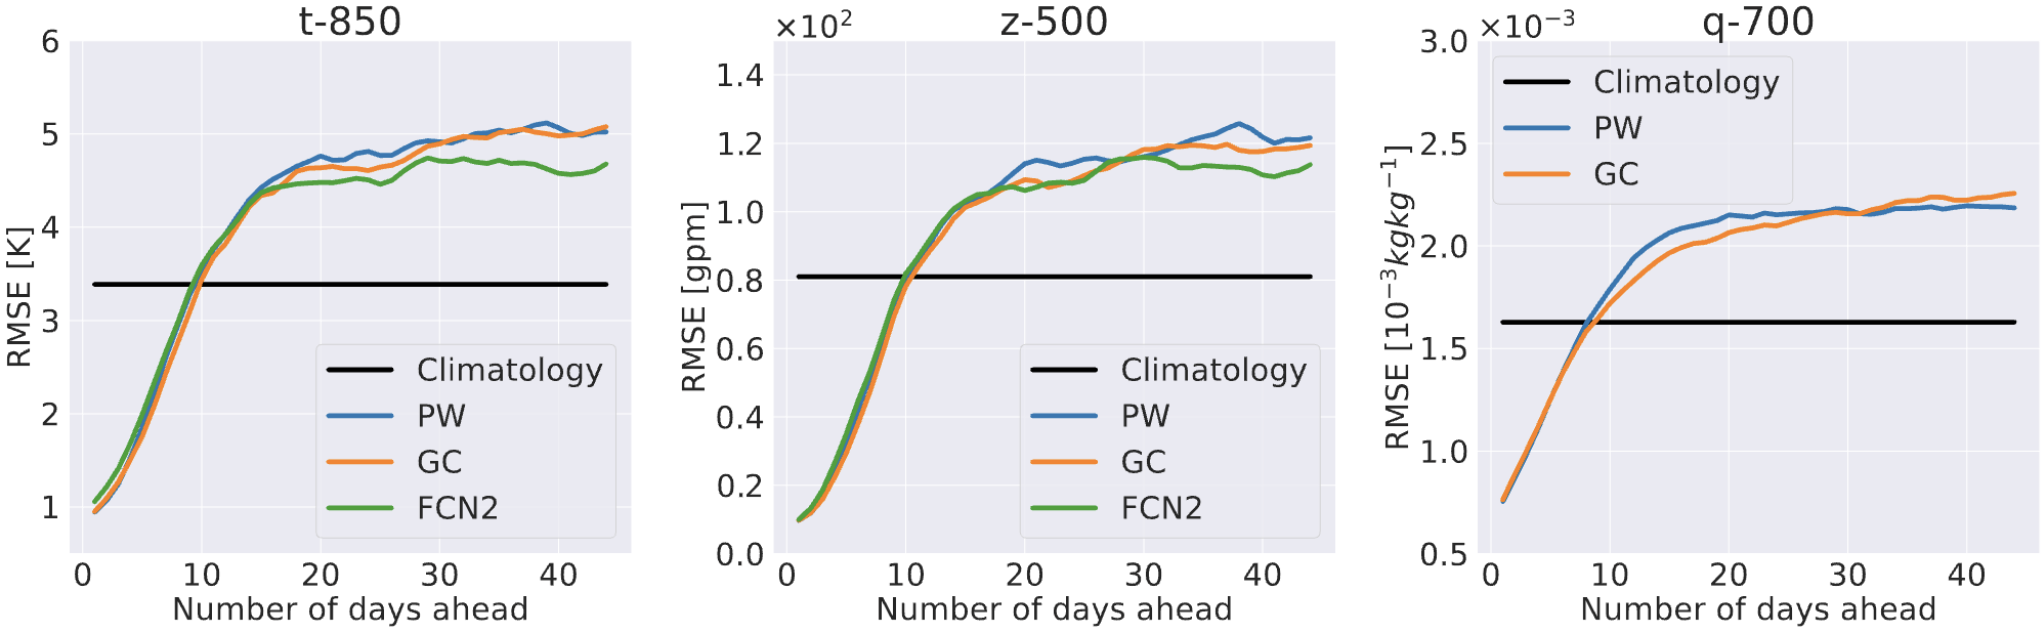 t-850
RMSE [K]
6
5
4
3
2
1
Climatology
PW
GC
FCN2
0 10 20 30 40
Number of days ahead
×10² z-500
RMSE [gpm]
1.4
1.2
1.0
0.8
0.6
0.4
0.2
0.0
Climatology
PW
GC
FCN2
0 10 20 30 40
Number of days ahead
×10⁻³ q-700
RMSE [10⁻³kgkg⁻¹]
3.0
2.5
2.0
1.5
1.0
0.5
Climatology
PW
GC
0 10 20 30 40
Number of days ahead